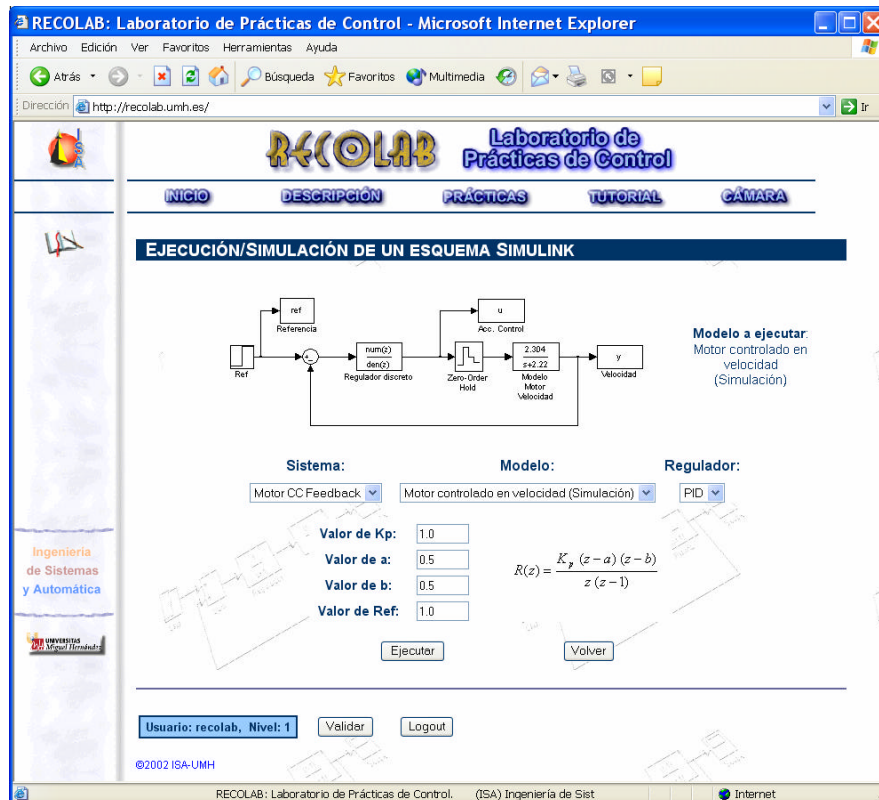 RECOLAB: Laboratorio de Prácticas de Control - Microsoft Internet Explorer
Archivo Edición Ver Favoritos Herramientas Ayuda
Atrás Búsqueda Favoritos Multimedia
Dirección http://recolab.umh.es/ Ir
ISA
RECOLAB Laboratorio de
Prácticas de Control
INICIO DESCRIPCIÓN PRÁCTICAS TUTORIAL CÁMARA
EJECUCIÓN/SIMULACIÓN DE UN ESQUEMA SIMULINK
ref
Referencia
u
Acc. Control
Ref
num(z)
den(z)
Regulador discreto
Zero-Order
Hold
2.304
s+2.22
Modelo
Motor
Velocidad
y
Velocidad
Modelo a ejecutar:
Motor controlado en
velocidad
(Simulación)
Sistema: Modelo: Regulador:
Motor CC Feedback Motor controlado en velocidad (Simulación) PID
Valor de Kp: 1.0
Valor de a: 0.5
Valor de b: 0.5
Valor de Ref: 1.0
R(z) = K_p (z−a) (z−b) / z (z−1)
Ejecutar Volver
Ingeniería
de Sistemas
y Automática
UNIVERSITAS
Miguel Hernández
Usuario: recolab, Nivel: 1 Validar Logout
©2002 ISA-UMH
RECOLAB: Laboratorio de Prácticas de Control. (ISA) Ingeniería de Sist Internet